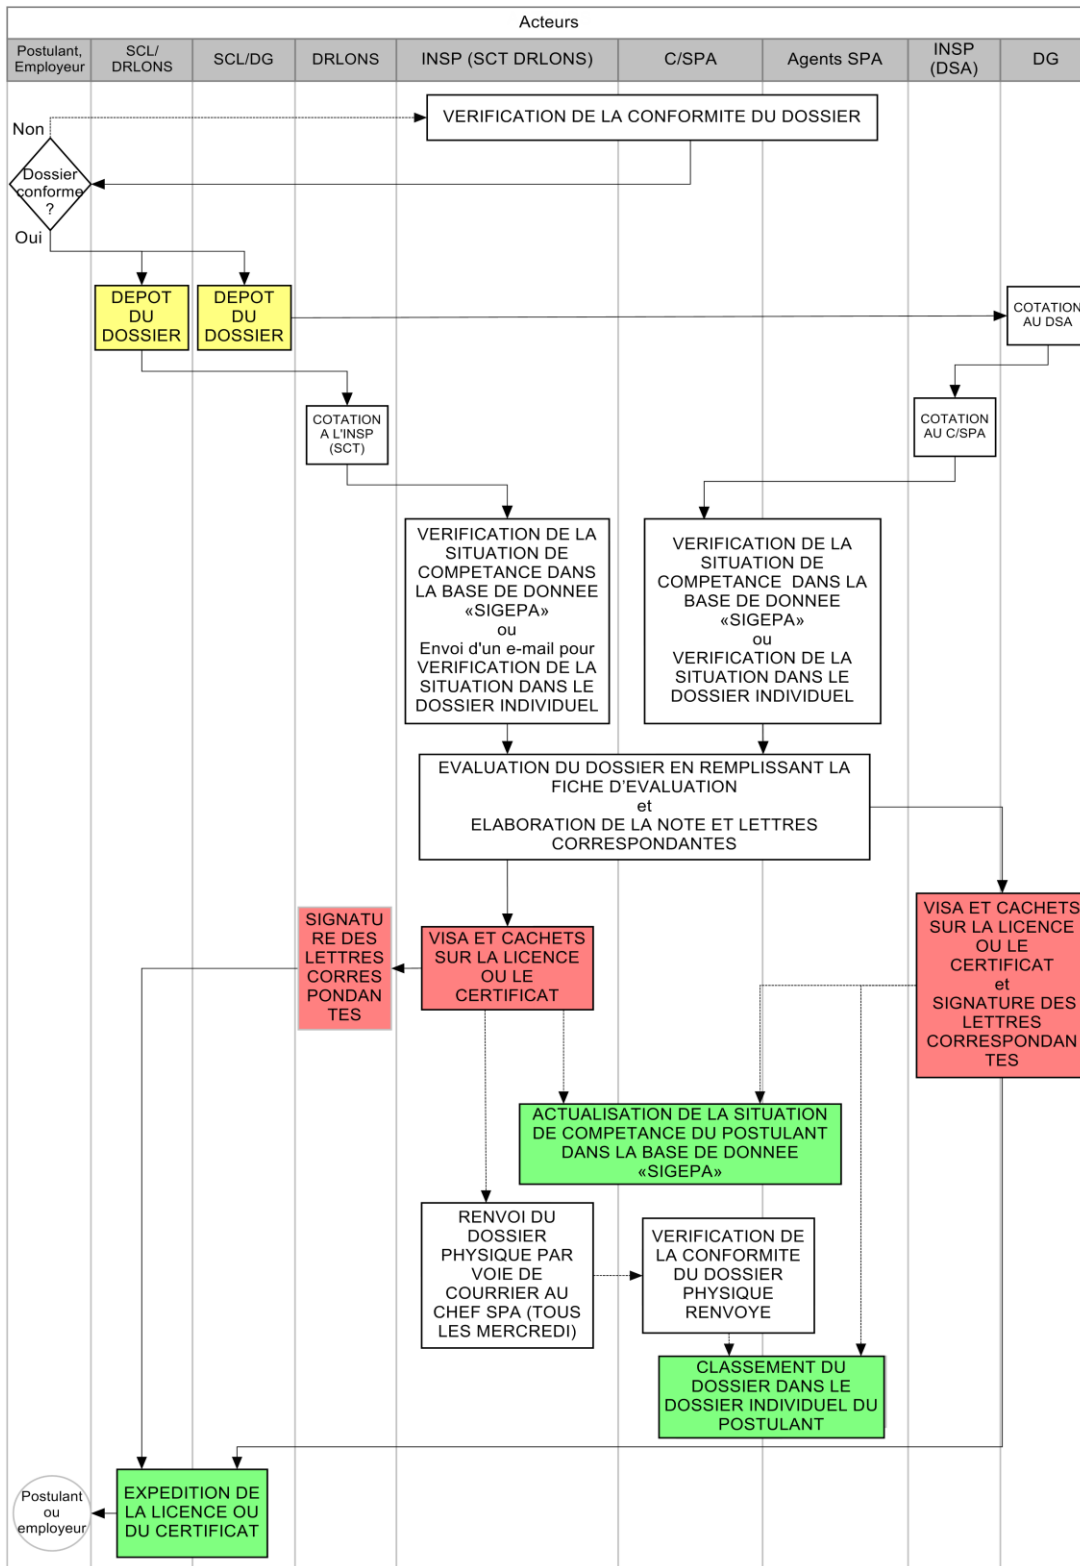 Acteurs
Postulant,
Employeur
SCL/
DRLONS
SCL/DG
DRLONS
INSP (SCT DRLONS)
C/SPA
Agents SPA
INSP
(DSA)
DG
VERIFICATION DE LA CONFORMITE DU DOSSIER
Non
Dossier
conforme
?
Oui
DEPOT
DU
DOSSIER
DEPOT
DU
DOSSIER
COTATION
AU DSA
COTATION
A L'INSP
(SCT)
COTATION
AU C/SPA
VERIFICATION DE LA
SITUATION DE
COMPETANCE DANS
LA BASE DE DONNEE
«SIGEPA»
ou
Envoi d'un e-mail pour
VERIFICATION DE LA
SITUATION DANS LE
DOSSIER INDIVIDUEL
VERIFICATION DE LA
SITUATION DE
COMPETANCE DANS LA
BASE DE DONNEE
«SIGEPA»
ou
VERIFICATION DE LA
SITUATION DANS LE
DOSSIER INDIVIDUEL
EVALUATION DU DOSSIER EN REMPLISSANT LA
FICHE D'EVALUATION
et
ELABORATION DE LA NOTE ET LETTRES
CORRESPONDANTES
SIGNATU
RE DES
LETTRES
CORRES
PONDAN
TES
VISA ET CACHETS
SUR LA LICENCE
OU LE
CERTIFICAT
VISA ET CACHETS
SUR LA LICENCE
OU LE
CERTIFICAT
et
SIGNATURE DES
LETTRES
CORRESPONDAN
TES
ACTUALISATION DE LA SITUATION
DE COMPETANCE DU POSTULANT
DANS LA BASE DE DONNEE
«SIGEPA»
RENVOI DU
DOSSIER
PHYSIQUE PAR
VOIE DE
COURRIER AU
CHEF SPA (TOUS
LES MERCREDI)
VERIFICATION DE
LA CONFORMITE
DU DOSSIER
PHYSIQUE
RENVOYE
CLASSEMENT DU
DOSSIER DANS LE
DOSSIER INDIVIDUEL DU
POSTULANT
Postulant
ou
employeur
EXPEDITION DE
LA LICENCE OU
DU CERTIFICAT